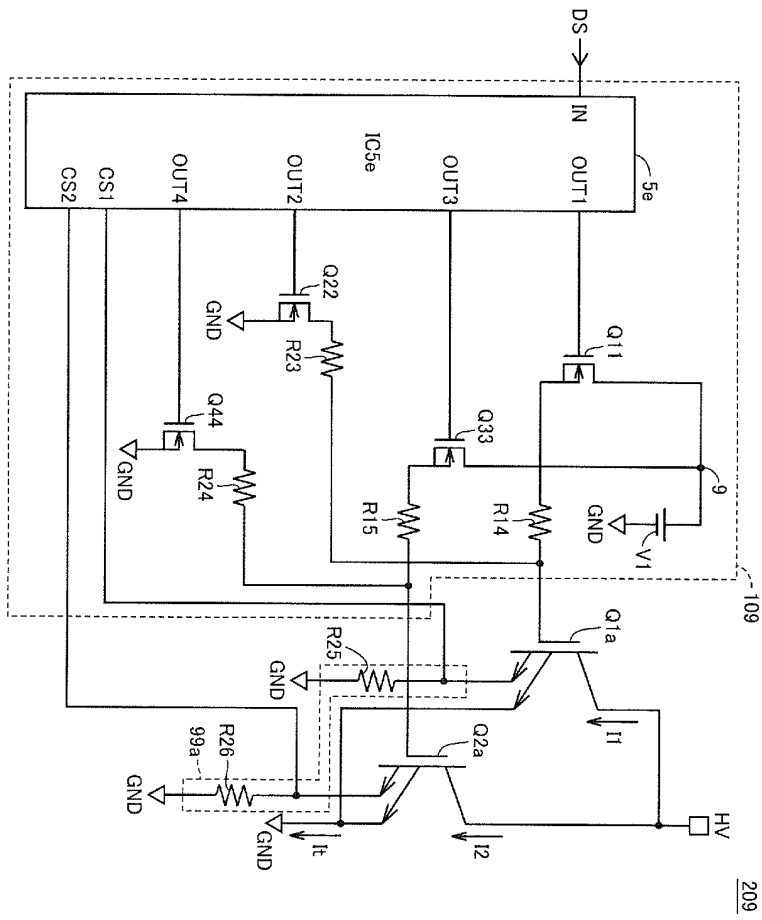 209
DS
IN
IC5e
5e
OUT1
OUT3
OUT2
OUT4
CS1
CS2
Q11
Q33
Q22
Q44
GND
GND
R23
R24
R14
R15
9
V1
GND
109
Q1a
Q2a
I1
I2
It
HV
R25
GND
R26
99a
GND
GND